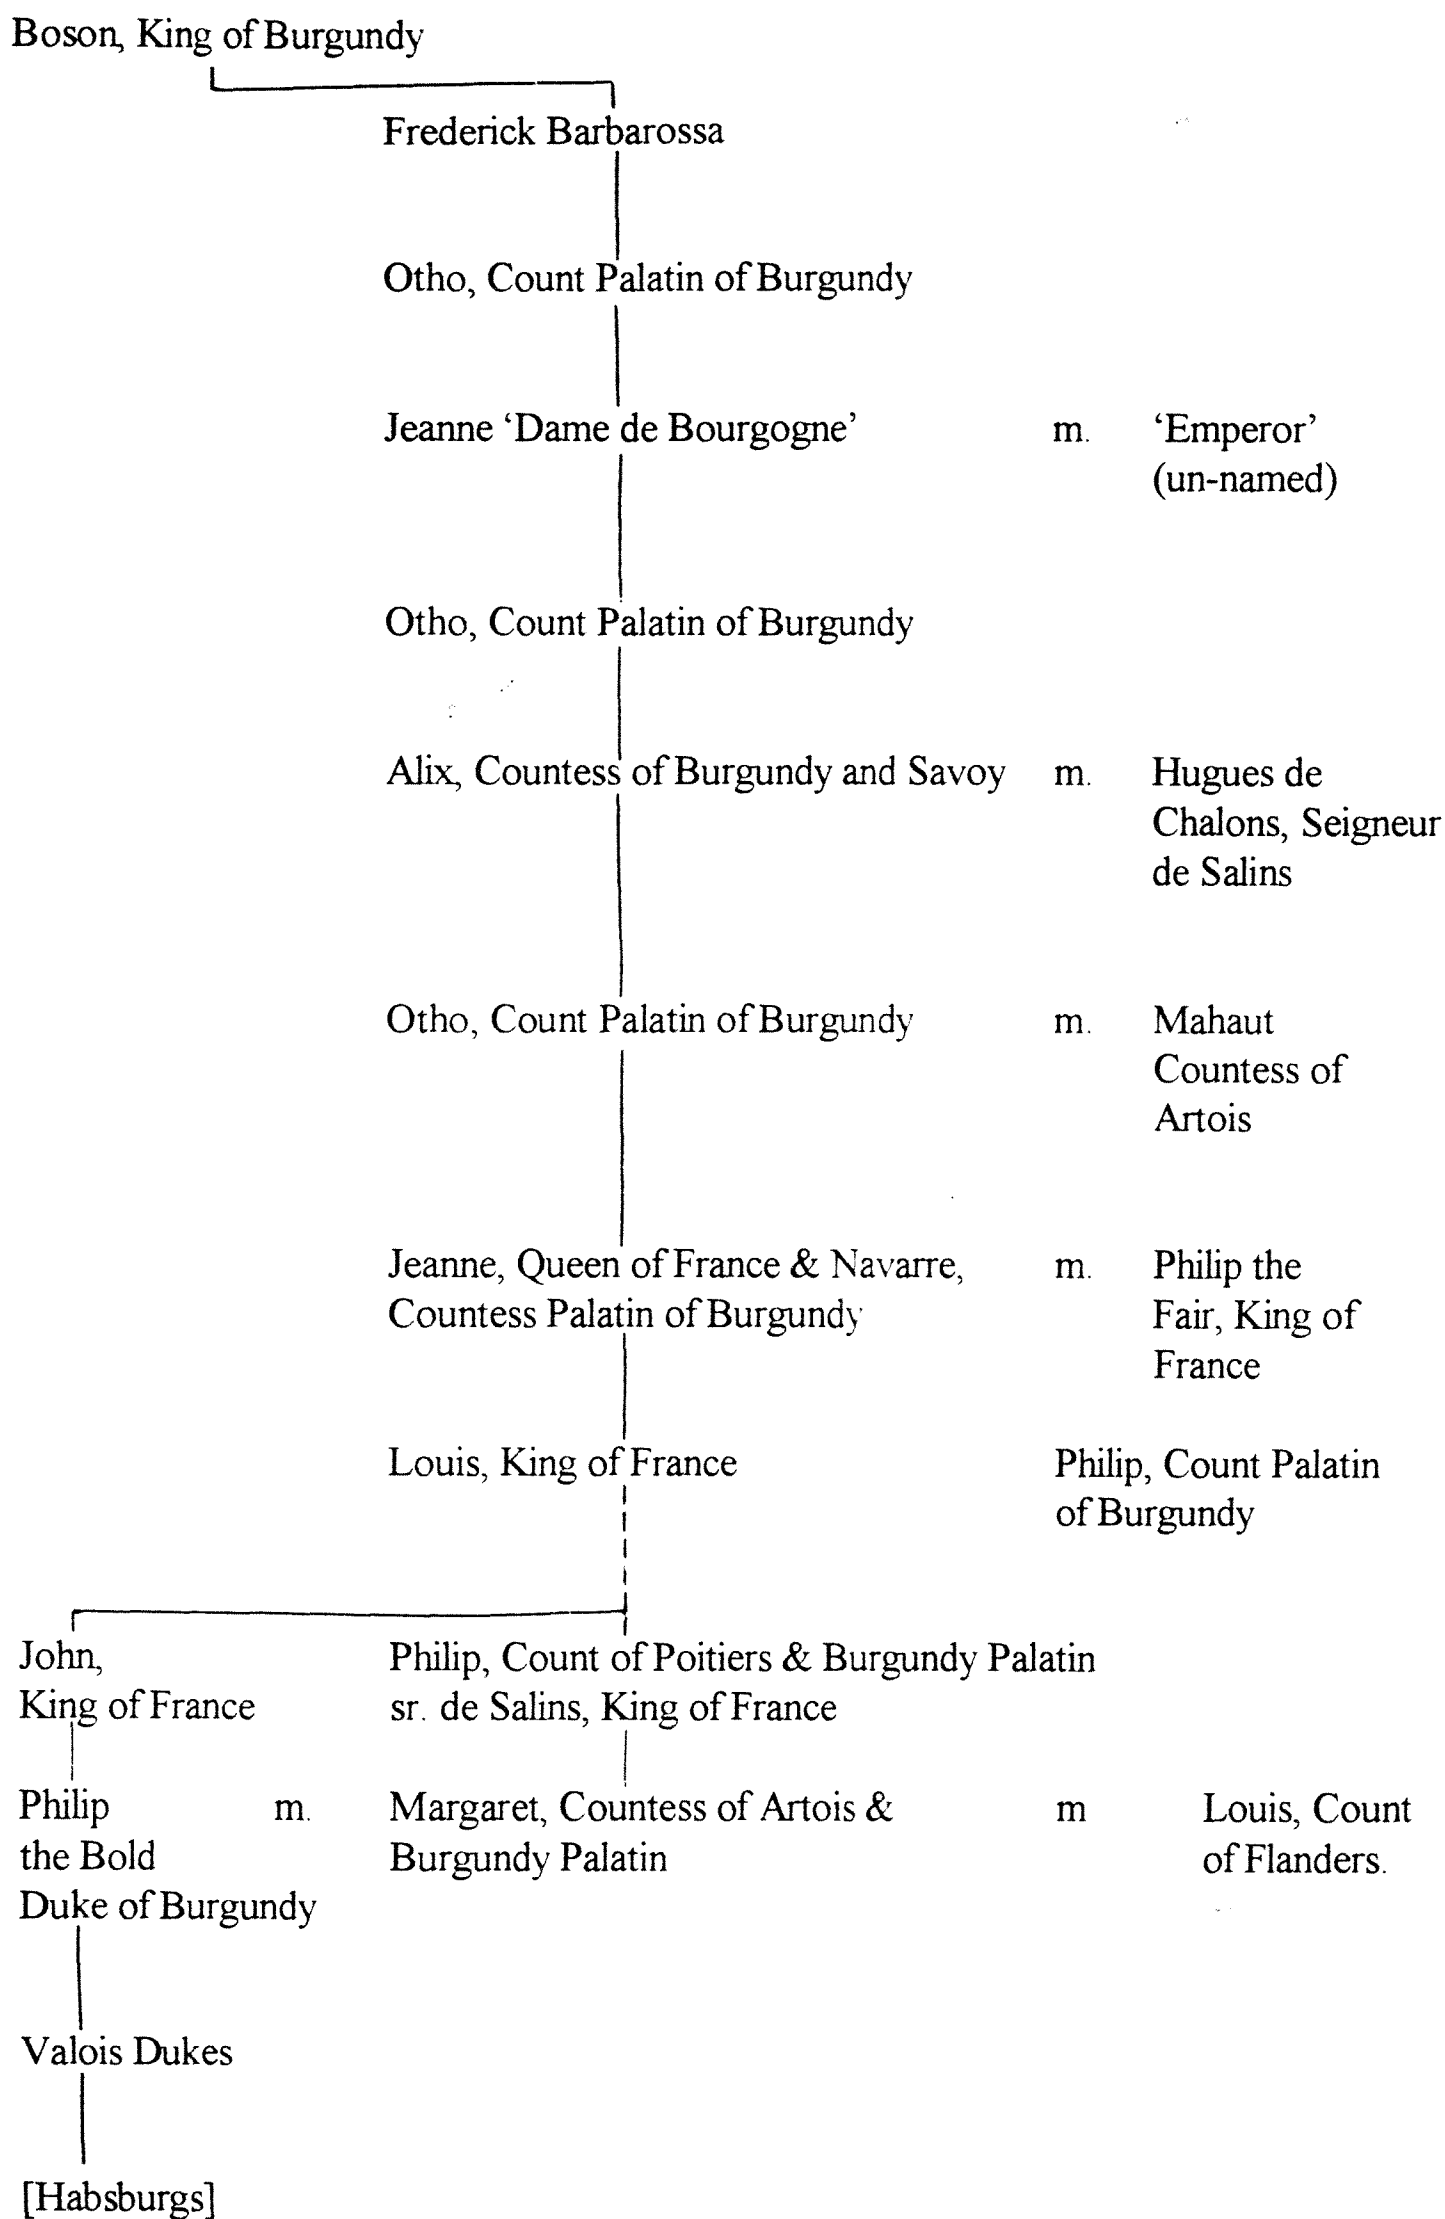 Boson, King of Burgundy
Frederick Barbarossa
Otho, Count Palatin of Burgundy
Jeanne ‘Dame de Bourgogne’ m. ‘Emperor’
(un-named)
Otho, Count Palatin of Burgundy
Alix, Countess of Burgundy and Savoy m. Hugues de
Chalons, Seigneur
de Salins
Otho, Count Palatin of Burgundy m. Mahaut
Countess of
Artois
Jeanne, Queen of France & Navarre, m. Philip the
Countess Palatin of Burgundy Fair, King of
France
Louis, King of France Philip, Count Palatin
of Burgundy
John, Philip, Count of Poitiers & Burgundy Palatin
King of France sr. de Salins, King of France
Philip m. Margaret, Countess of Artois & m Louis, Count
the Bold Burgundy Palatin of Flanders.
Duke of Burgundy
Valois Dukes
[Habsburgs]